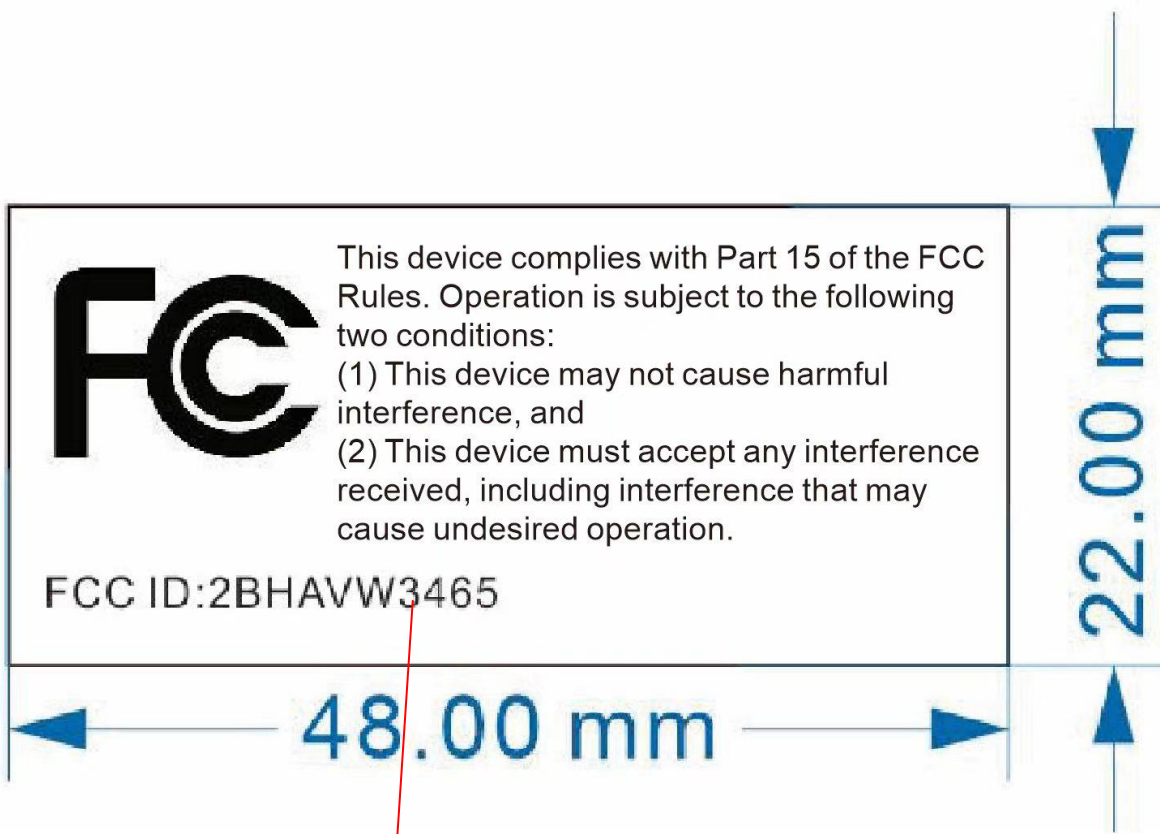 FCC
This device complies with Part 15 of the FCC
Rules. Operation is subject to the following
two conditions:
(1) This device may not cause harmful
interference, and
(2) This device must accept any interference
received, including interference that may
cause undesired operation.
FCC ID:2BHAVW3465
48.00 mm
22.00 mm